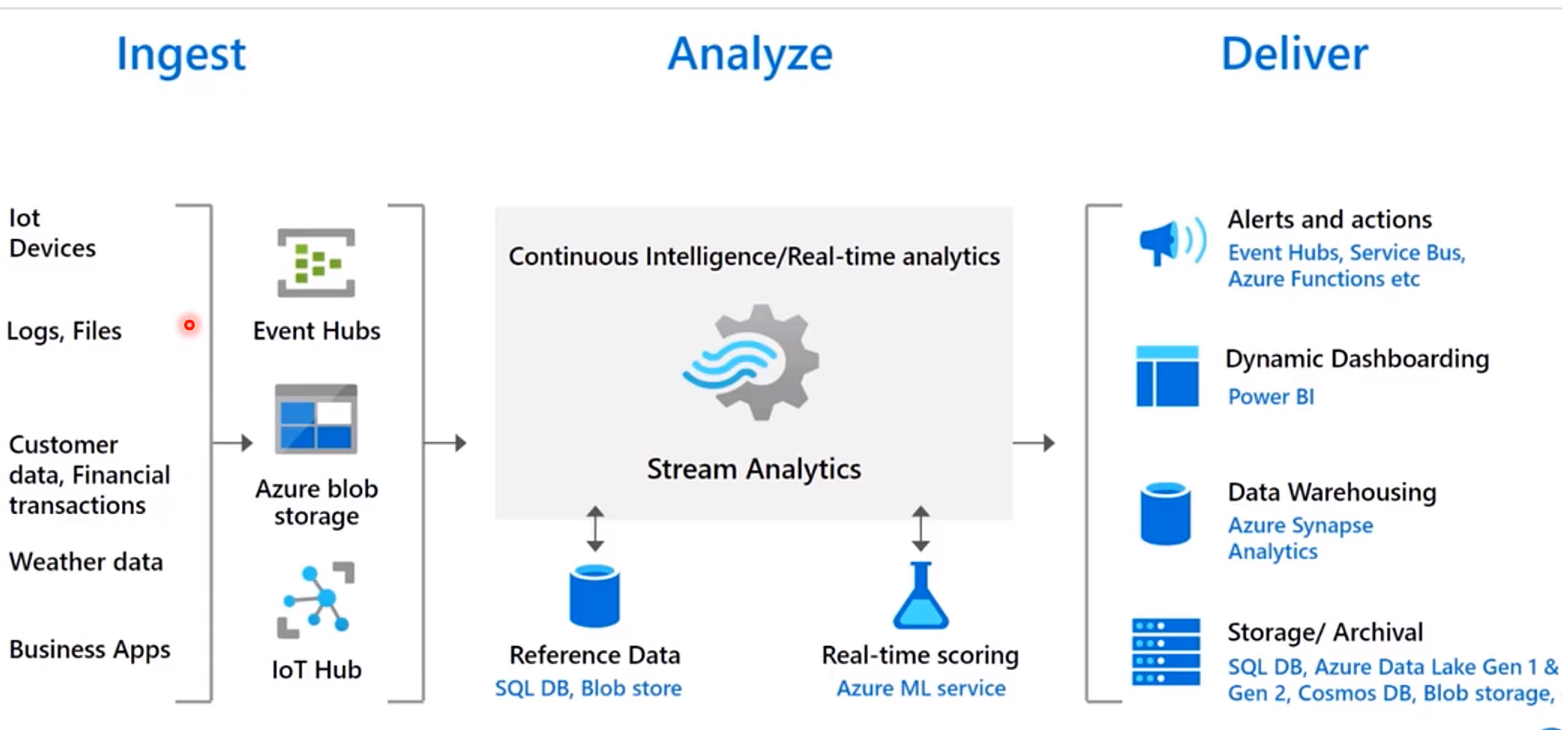 Ingest
Analyze
Deliver
Iot
Devices
Logs, Files
Customer
data, Financial
transactions
Weather data
Business Apps
Event Hubs
Azure blob
storage
IoT Hub
Continuous Intelligence/Real-time analytics
Stream Analytics
Reference Data
SQL DB, Blob store
Real-time scoring
Azure ML service
Alerts and actions
Event Hubs, Service Bus,
Azure Functions etc
Dynamic Dashboarding
Power BI
Data Warehousing
Azure Synapse
Analytics
Storage/ Archival
SQL DB, Azure Data Lake Gen 1 &
Gen 2, Cosmos DB, Blob storage,